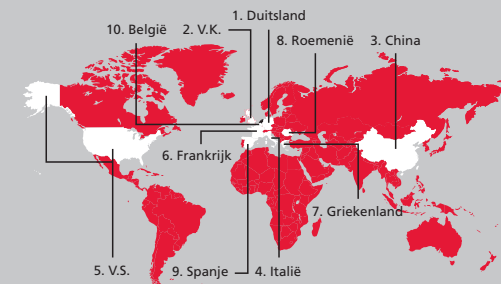 1. Duitsland
10. België
2. V.K.
8. Roemenië
3. China
6. Frankrijk
7. Griekenland
5. V.S.
9. Spanje
4. Italië